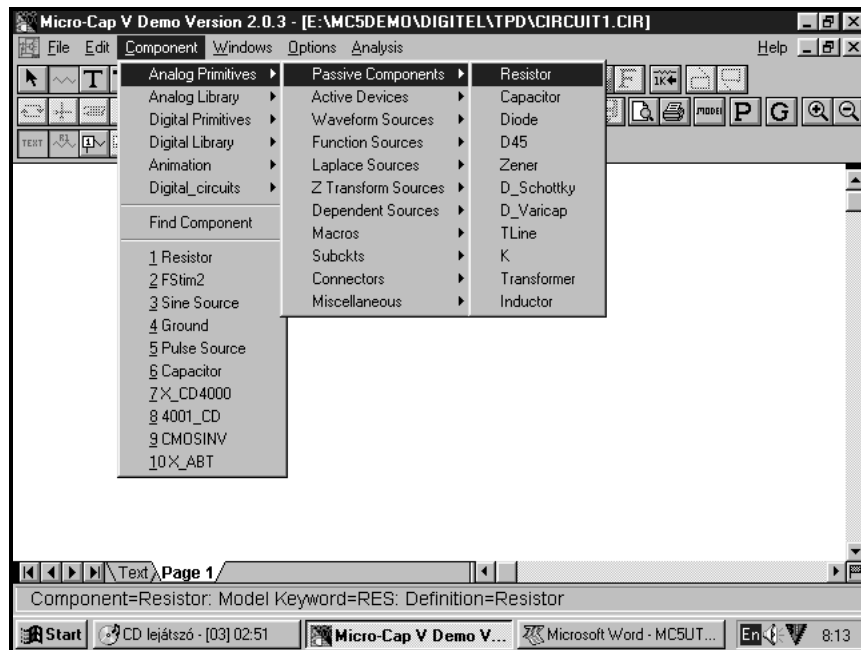 Micro-Cap V Demo Version 2.0.3 - [E:\MC5DEMO\DIGITEL\TPD\CIRCUIT1.CIR]
File Edit Component Windows Options Analysis Help
T F 1K
MODEL P G
TEXT R1 1
Analog Primitives
Analog Library
Digital Primitives
Digital Library
Animation
Digital_circuits
Find Component
1 Resistor
2 FStim2
3 Sine Source
4 Ground
5 Pulse Source
6 Capacitor
7 X_CD4000
8 4001_CD
9 CMOSINV
10 X_ABT
Passive Components
Active Devices
Waveform Sources
Function Sources
Laplace Sources
Z Transform Sources
Dependent Sources
Macros
Subckts
Connectors
Miscellaneous
Resistor
Capacitor
Diode
D45
Zener
D_Schottky
D_Varicap
TLine
K
Transformer
Inductor
Text Page 1
Component=Resistor: Model Keyword=RES: Definition=Resistor
Start CD lejátszó - [03] 02:51 Micro-Cap V Demo V... Microsoft Word - MC5UT... En 8:13